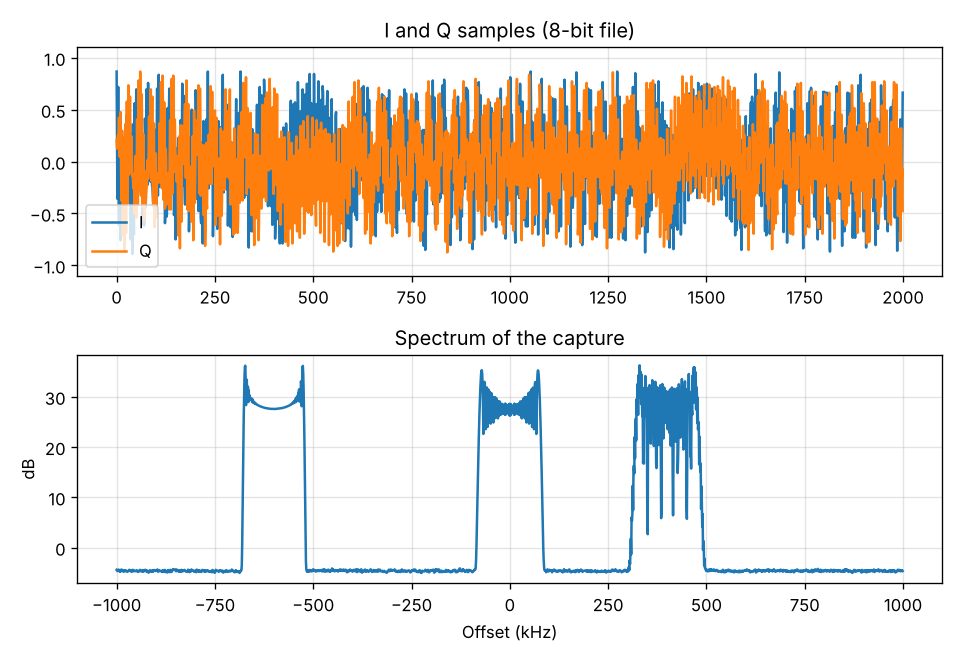 I and Q samples (8-bit file)
1.0
0.5
0.0
−0.5
−1.0
I
Q
0 250 500 750 1000 1250 1500 1750 2000
Spectrum of the capture
30
20
10
0
dB
−1000 −750 −500 −250 0 250 500 750 1000
Offset (kHz)